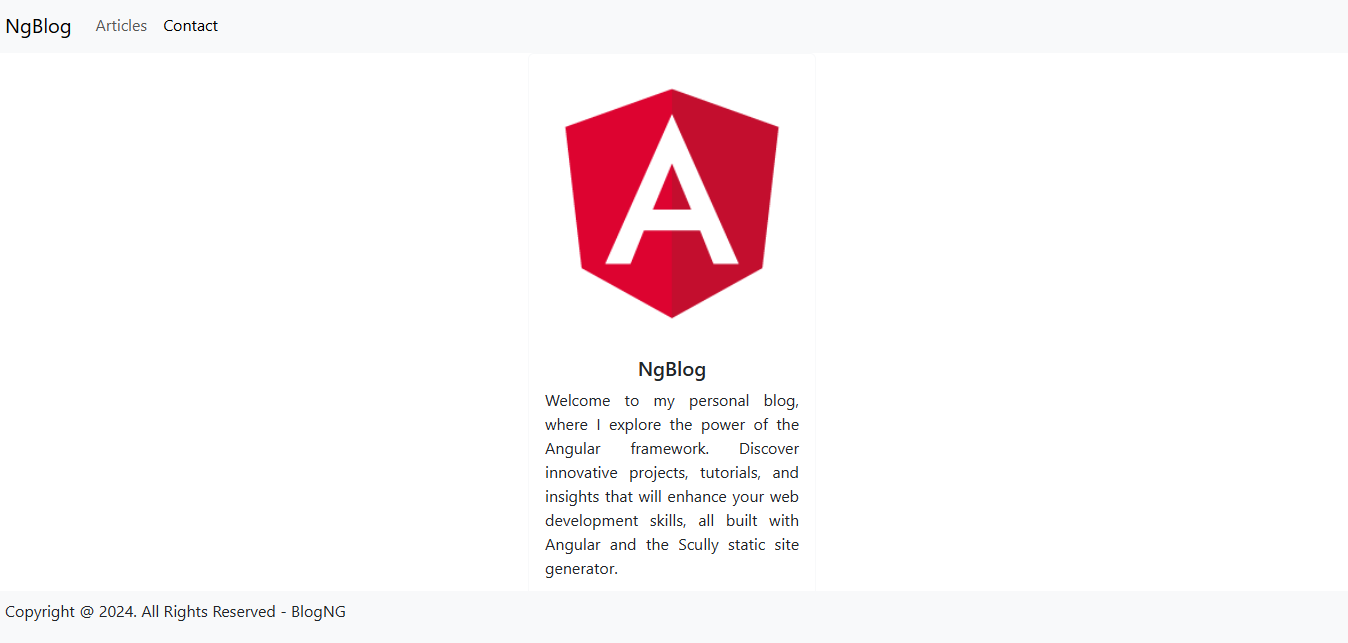 NgBlog Articles Contact
A
NgBlog
Welcome to my personal blog,
where I explore the power of the
Angular framework. Discover
innovative projects, tutorials, and
insights that will enhance your web
development skills, all built with
Angular and the Scully static site
generator.
Copyright @ 2024. All Rights Reserved - BlogNG